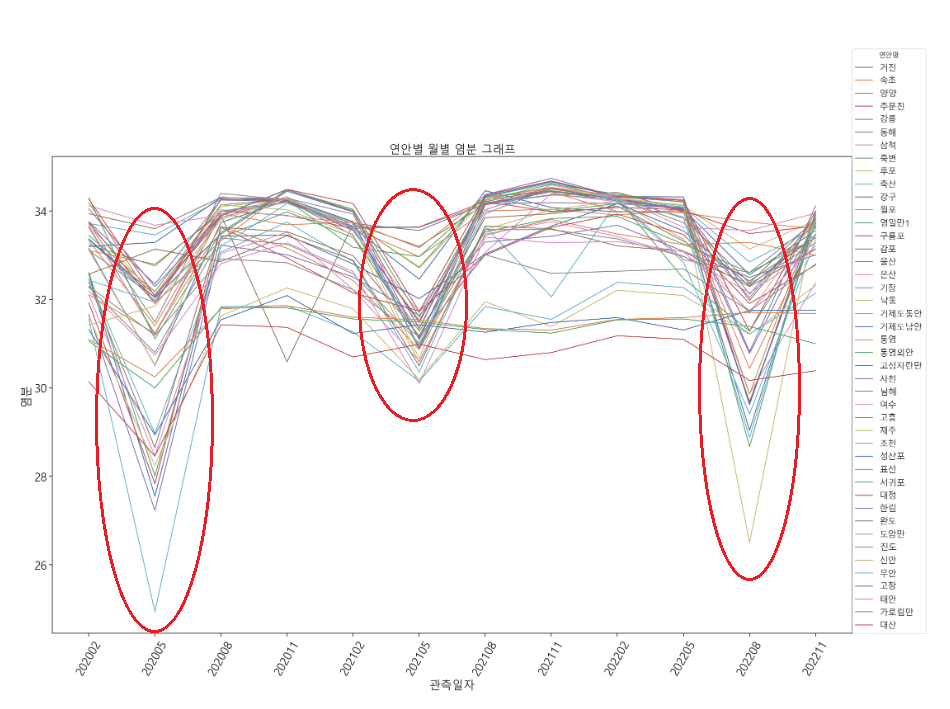 연안별 월별 염분 그래프
염분
34
32
30
28
26
202002
202005
202008
202011
202102
202105
202108
202111
202202
202205
202208
202211
관측일자
연안명
거진
속초
양양
주문진
강릉
동해
삼척
죽변
후포
축산
강구
월포
영일만1
구룡포
감포
울산
온산
기장
낙동
거제도동안
거제도남안
통영
통영외안
고성자란만
사천
남해
여수
고흥
제주
조천
성산포
표선
서귀포
대정
한림
완도
도암만
진도
신안
무안
고창
태안
가로림만
대산